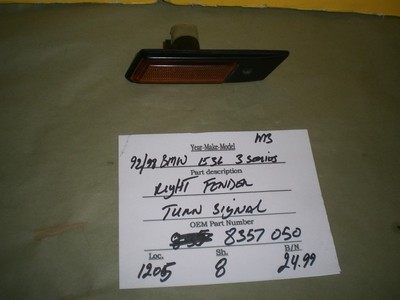 M3
Year-Make-Model
92/98 BMW E36 3 series
Part description
Right Fender
Turn Signal
OEM Part Number
8357 050
Loc. Sh. B/N
1205 8 24.99